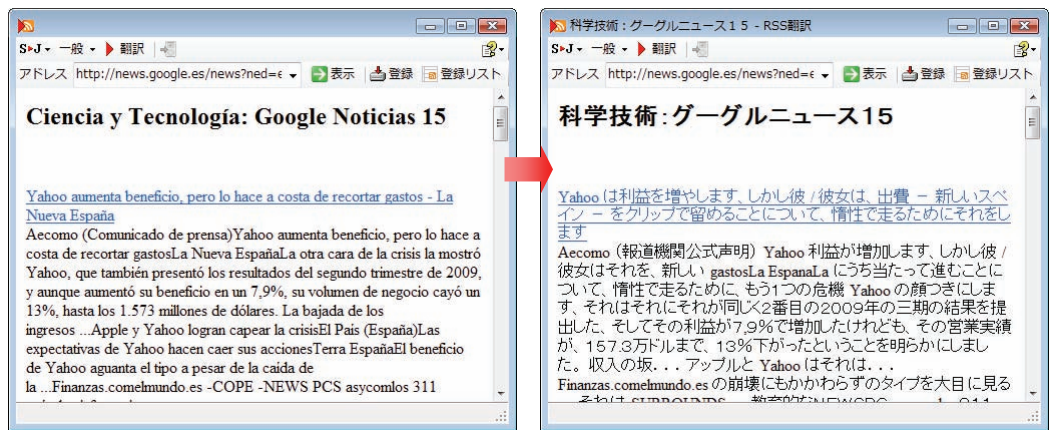 S▸J 一般 翻訳
アドレス http://news.google.es/news?ned=e 表示 登録 登録リスト
Ciencia y Tecnología: Google Noticias 15
Yahoo aumenta beneficio, pero lo hace a costa de recortar gastos - La
Nueva España
Aecomo (Comunicado de prensa)Yahoo aumenta beneficio, pero lo hace a
costa de recortar gastosLa Nueva EspañaLa otra cara de la crisis la mostró
Yahoo, que también presentó los resultados del segundo trimestre de 2009,
y aunque aumentó su beneficio en un 7,9%, su volumen de negocio cayó un
13%, hasta los 1.573 millones de dólares. La bajada de los
ingresos ...Apple y Yahoo logran capear la crisisEl Pais (España)Las
expectativas de Yahoo hacen caer sus accionesTerra EspañaEl beneficio
de Yahoo aguanta el tipo a pesar de la caida de
la ...Finanzas.comelmundo.es -COPE -NEWS PCS asycomlos 311
科学技術：グーグルニュース１５ - RSS翻訳
S▸J 一般 翻訳
アドレス http://news.google.es/news?ned=e 表示 登録 登録リスト
科学技術：グーグルニュース１５
Yahoo は利益を増やします、しかし彼 / 彼女は、出費 － 新しいスペ
イン － をクリップで留めることについて、惰性で走るためにそれをし
ます
Aecomo （報道機関公式声明） Yahoo 利益が増加します、しかし彼 /
彼女はそれを、新しい gastosLa EspanaLa にうち当たって進むことに
ついて、惰性で走るために、もう１つの危機 Yahoo の顔つきにしま
す、それはそれにそれが同じく２番目の２００９年の三期の結果を提
出した、そしてその利益が７,９％で増加したけれども、その営業実績
が、１５７.３万ドルまで、１３％下がったということを明らかにしまし
た。収入の坂．．．アップルと Yahoo はそれは．．．
Finanzas.comelmundo.es の崩壊にもかかわらずのタイプを大目に見る